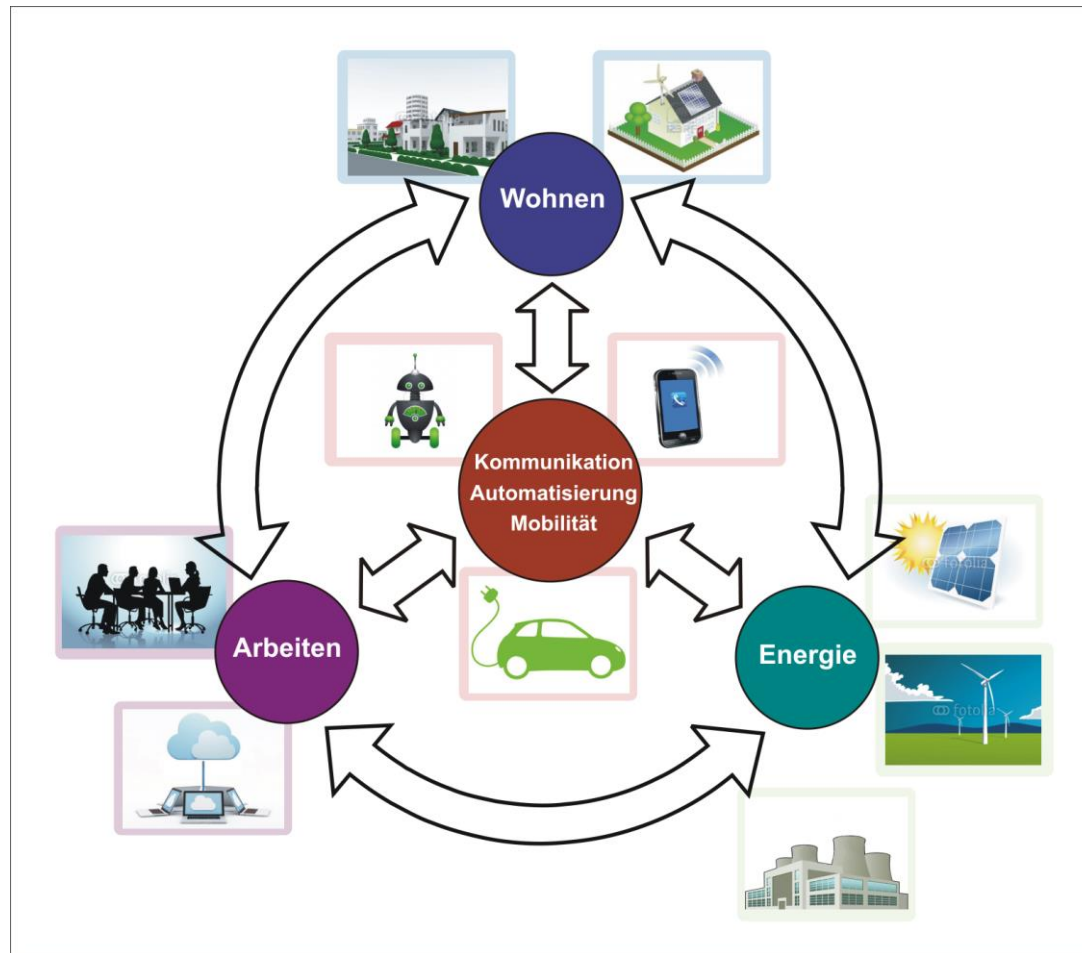 Wohnen
Kommunikation
Automatisierung
Mobilität
Arbeiten
Energie
fotolia
fotolia